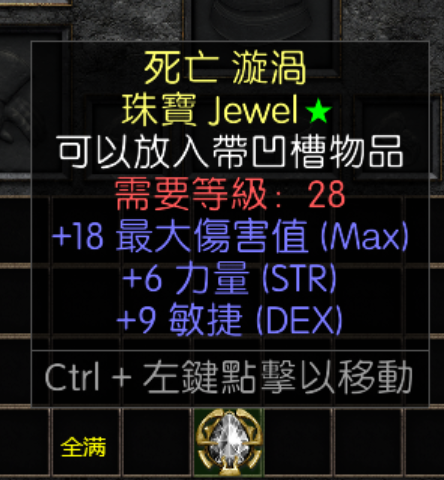 死亡 漩渦
珠寶 Jewel★
可以放入帶凹槽物品
需要等級: 28
+18 最大傷害值 (Max)
+6 力量 (STR)
+9 敏捷 (DEX)
Ctrl + 左鍵點擊以移動
全满